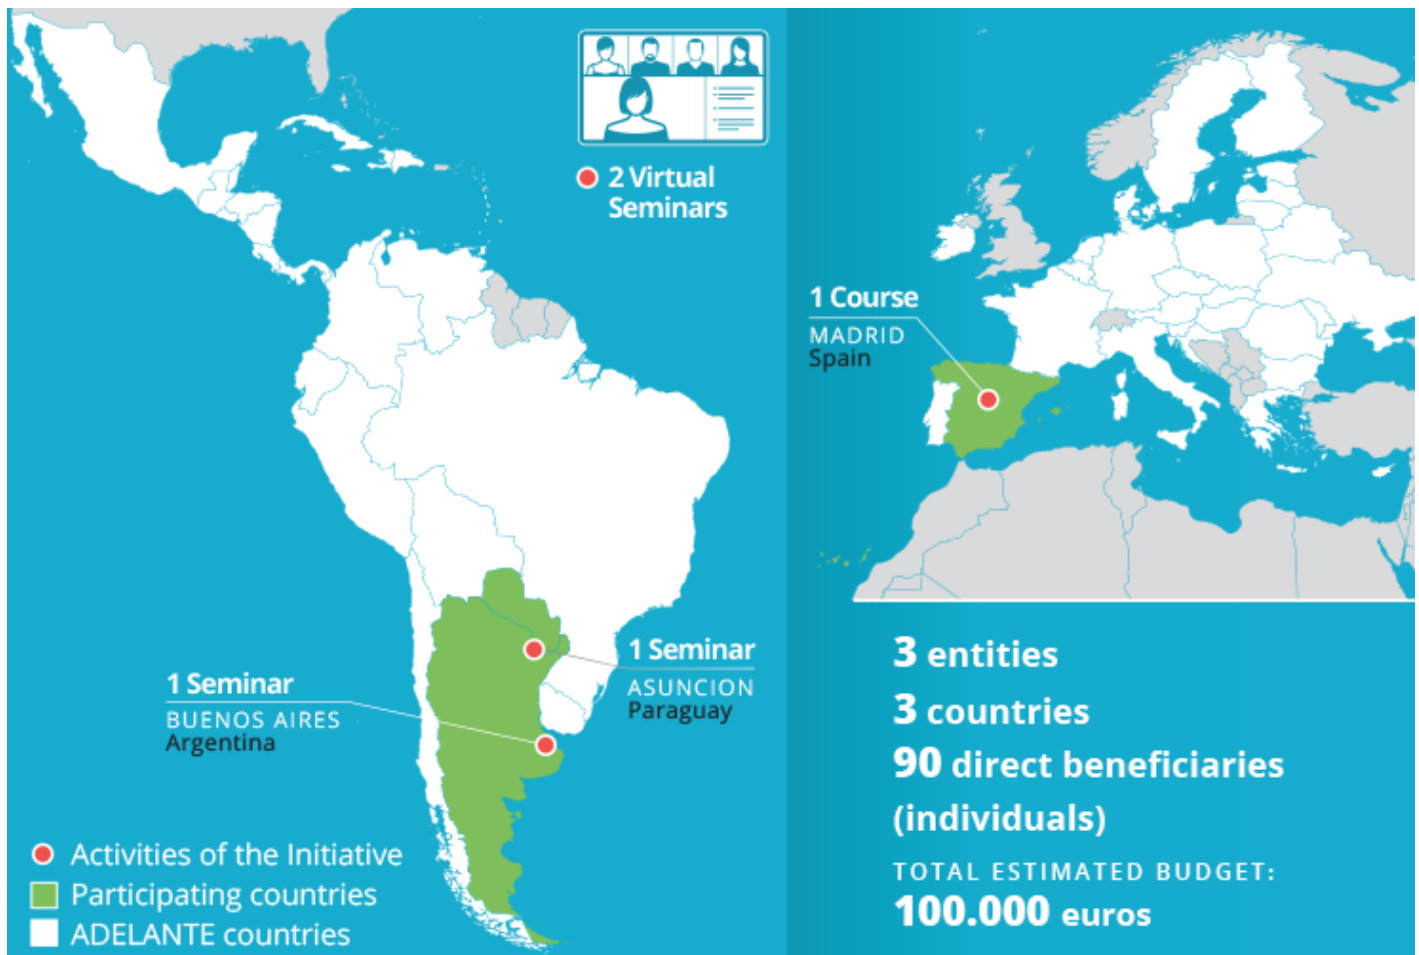 2 Virtual
Seminars
1 Seminar
BUENOS AIRES
Argentina
1 Seminar
ASUNCION
Paraguay
Activities of the Initiative
Participating countries
ADELANTE countries
1 Course
MADRID
Spain
3 entities
3 countries
90 direct beneficiaries
(individuals)
TOTAL ESTIMATED BUDGET:
100.000 euros